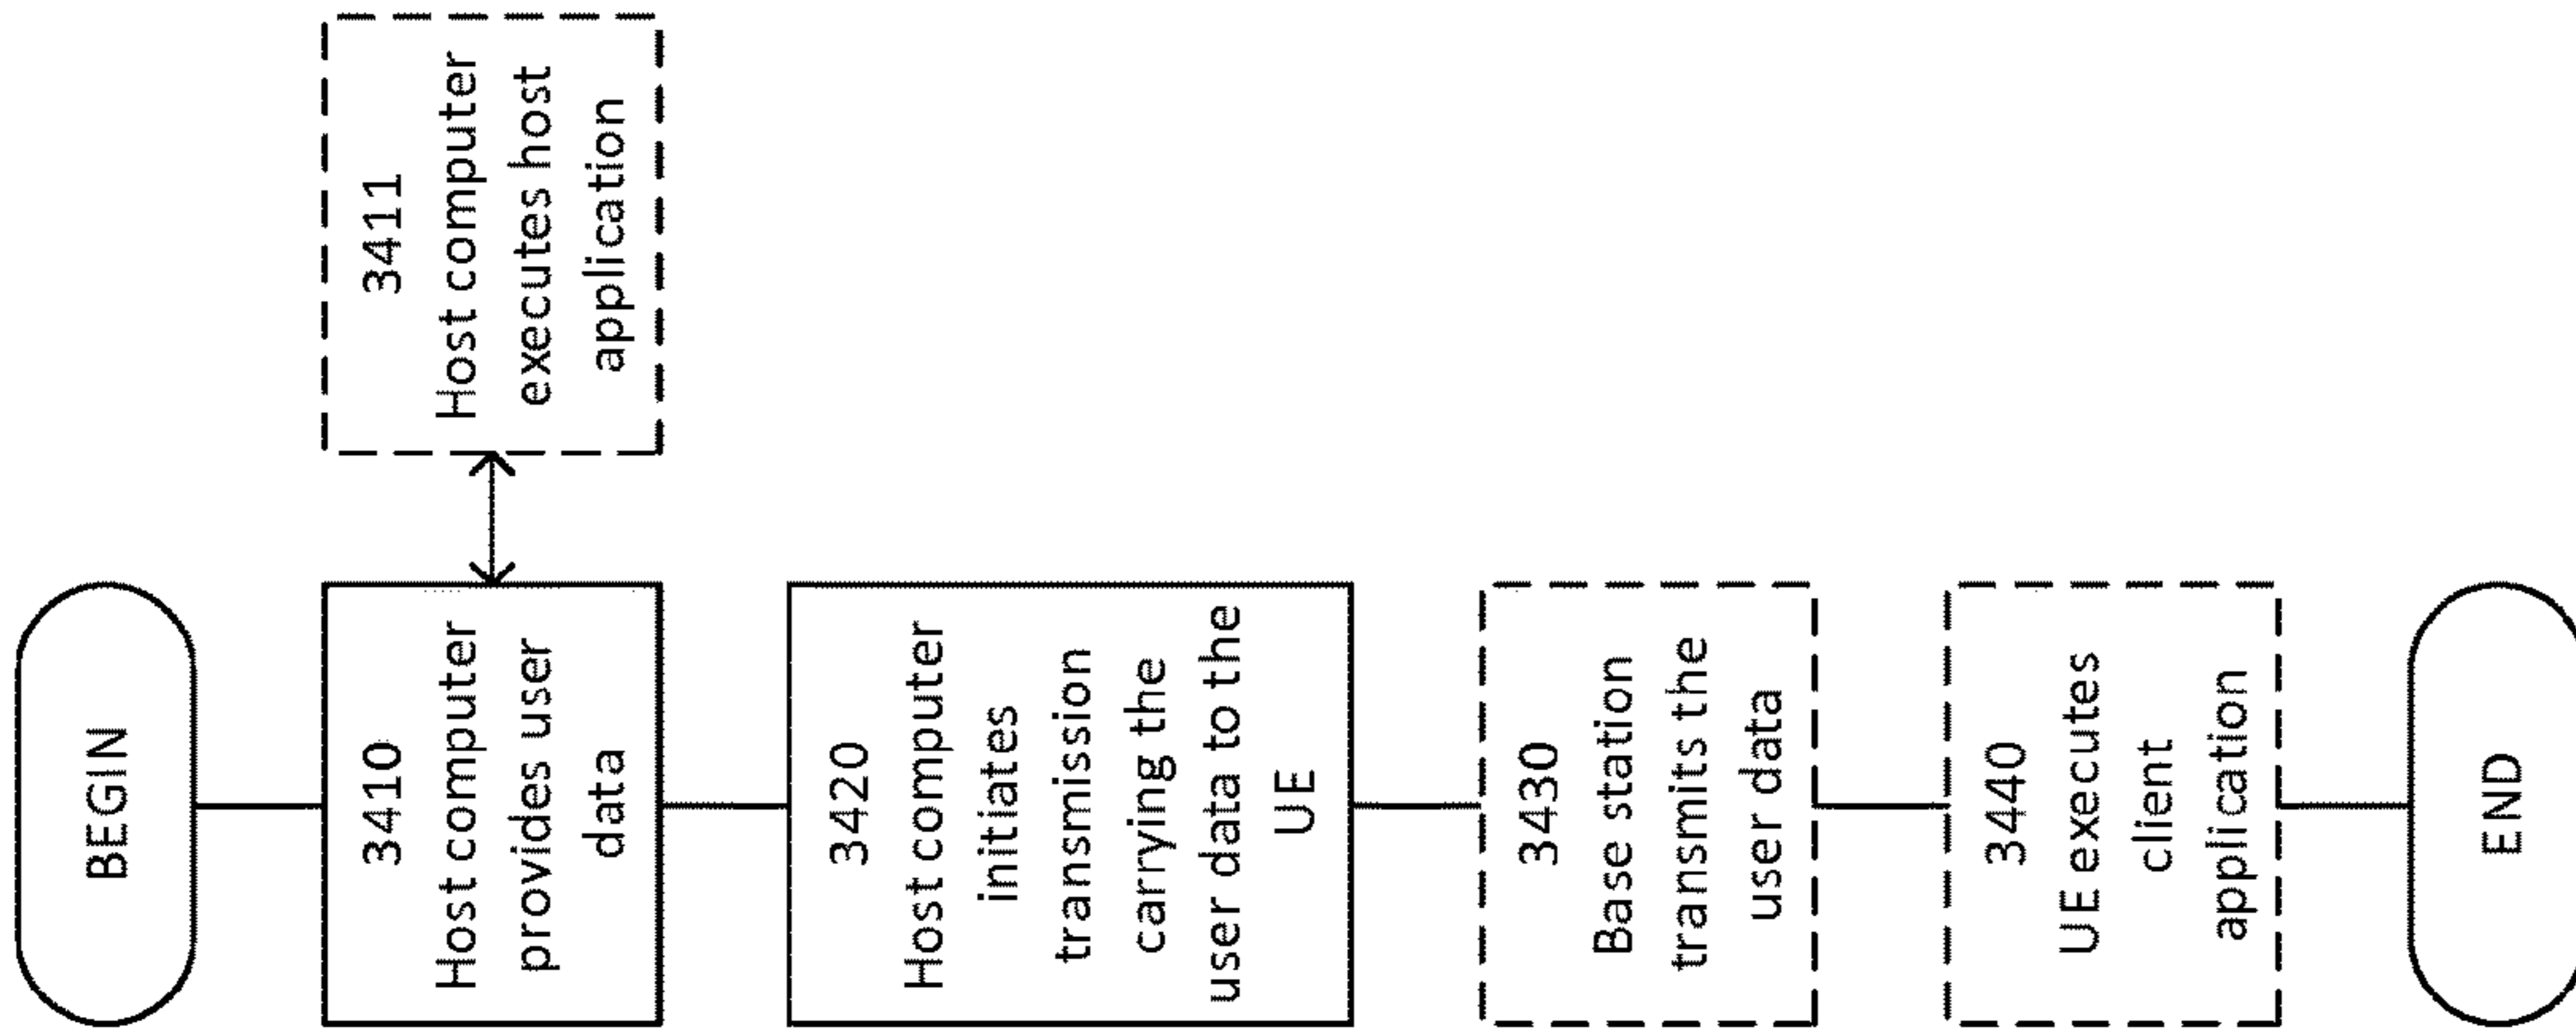 BEGIN
3410
Host computer
provides user
data
3411
Host computer
executes host
application
3420
Host computer
initiates
transmission
carrying the
user data to the
UE
3430
Base station
transmits the
user data
3440
UE executes
client
application
END